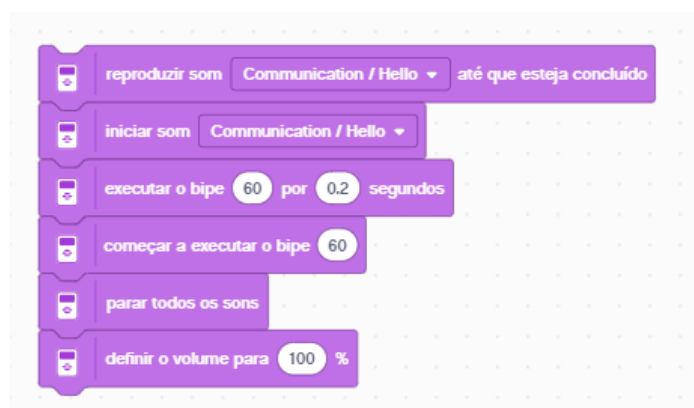 reproduzir som Communication / Hello até que esteja concluído
iniciar som Communication / Hello
executar o bipe 60 por 0.2 segundos
começar a executar o bipe 60
parar todos os sons
definir o volume para 100 %